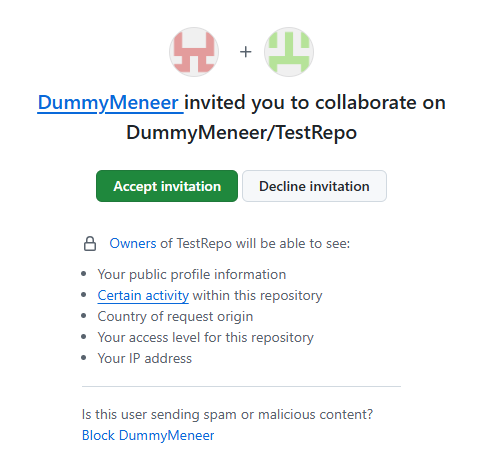 +
DummyMeneer invited you to collaborate on
DummyMeneer/TestRepo
Accept invitation Decline invitation
Owners of TestRepo will be able to see:
• Your public profile information
• Certain activity within this repository
• Country of request origin
• Your access level for this repository
• Your IP address
Is this user sending spam or malicious content?
Block DummyMeneer